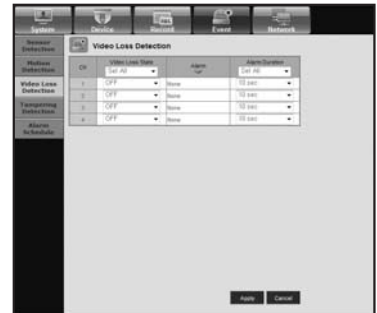 System Device Record Event Network
Sensor
Detection
Motion
Detection
Video Loss
Detection
Tampering
Detection
Alarm
Schedule
Video Loss Detection
CH Video Loss State Alarm Alarm Duration
Set All Set All
1 OFF None 10 sec
2 OFF None 10 sec
3 OFF None 10 sec
4 OFF None 10 sec
Apply Cancel